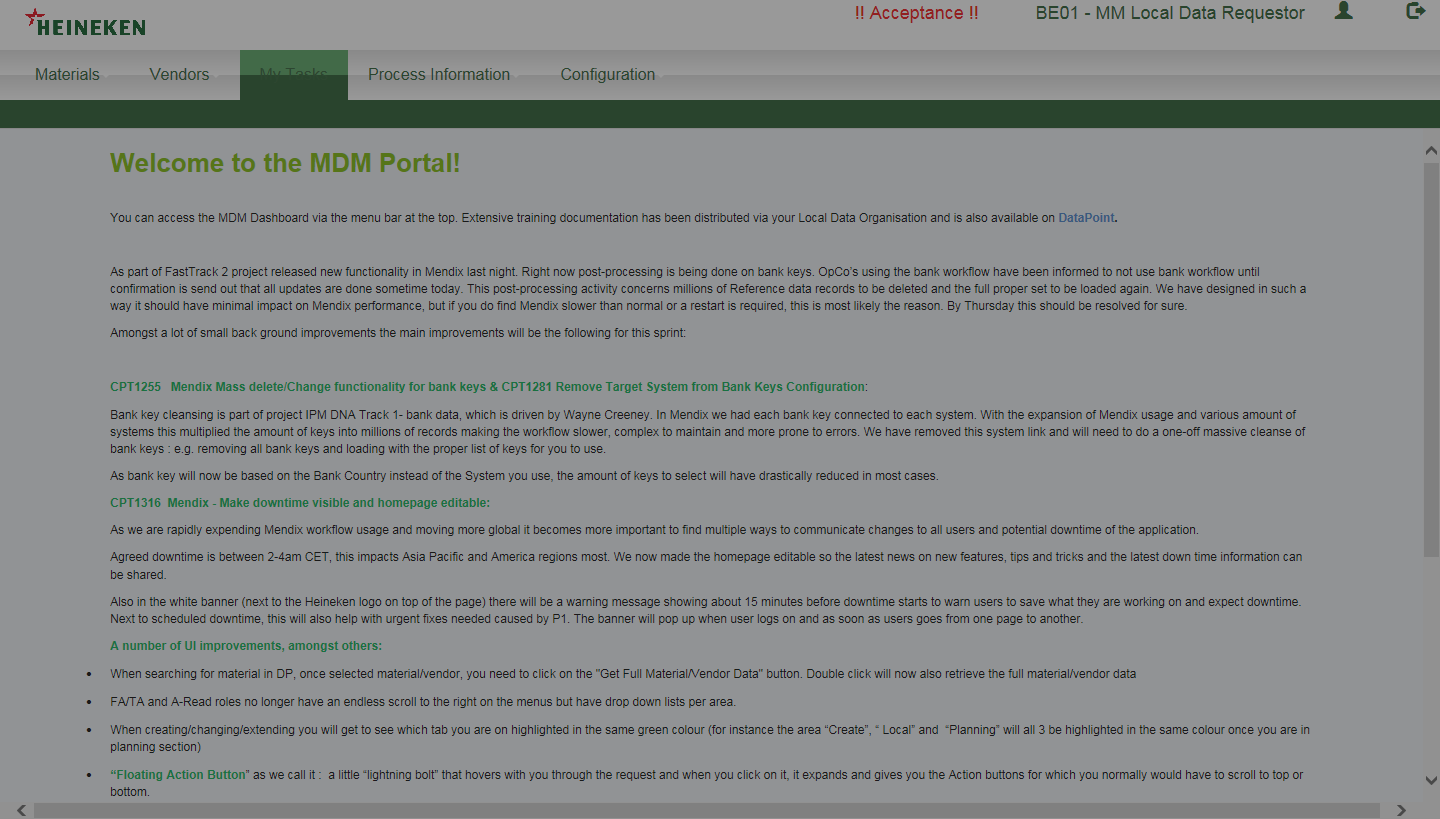 HEINEKEN
!! Acceptance !!
BE01 - MM Local Data Requestor
Materials
Vendors
My Tasks
Process Information
Configuration
Welcome to the MDM Portal!
You can access the MDM Dashboard via the menu bar at the top. Extensive training documentation has been distributed via your Local Data Organisation and is also available on DataPoint.
As part of FastTrack 2 project released new functionality in Mendix last night. Right now post-processing is being done on bank keys. OpCo's using the bank workflow have been informed to not use bank workflow until
confirmation is send out that all updates are done sometime today. This post-processing activity concerns millions of Reference data records to be deleted and the full proper set to be loaded again. We have designed in such a
way it should have minimal impact on Mendix performance, but if you do find Mendix slower than normal or a restart is required, this is most likely the reason. By Thursday this should be resolved for sure.
Amongst a lot of small back ground improvements the main improvements will be the following for this sprint:
CPT1255 Mendix Mass delete/Change functionality for bank keys & CPT1281 Remove Target System from Bank Keys Configuration:
Bank key cleansing is part of project IPM DNA Track 1- bank data, which is driven by Wayne Creeney. In Mendix we had each bank key connected to each system. With the expansion of Mendix usage and various amount of
systems this multiplied the amount of keys into millions of records making the workflow slower, complex to maintain and more prone to errors. We have removed this system link and will need to do a one-off massive cleanse of
bank keys : e.g. removing all bank keys and loading with the proper list of keys for you to use.
As bank key will now be based on the Bank Country instead of the System you use, the amount of keys to select will have drastically reduced in most cases.
CPT1316 Mendix - Make downtime visible and homepage editable:
As we are rapidly expending Mendix workflow usage and moving more global it becomes more important to find multiple ways to communicate changes to all users and potential downtime of the application.
Agreed downtime is between 2-4am CET, this impacts Asia Pacific and America regions most. We now made the homepage editable so the latest news on new features, tips and tricks and the latest down time information can
be shared.
Also in the white banner (next to the Heineken logo on top of the page) there will be a warning message showing about 15 minutes before downtime starts to warn users to save what they are working on and expect downtime.
Next to scheduled downtime, this will also help with urgent fixes needed caused by P1. The banner will pop up when user logs on and as soon as users goes from one page to another.
A number of UI improvements, amongst others:
• When searching for material in DP, once selected material/vendor, you need to click on the "Get Full Material/Vendor Data" button. Double click will now also retrieve the full material/vendor data
• FA/TA and A-Read roles no longer have an endless scroll to the right on the menus but have drop down lists per area.
• When creating/changing/extending you will get to see which tab you are on highlighted in the same green colour (for instance the area “Create”, “ Local” and “Planning” will all 3 be highlighted in the same colour once you are in
planning section)
• “Floating Action Button” as we call it : a little “lightning bolt” that hovers with you through the request and when you click on it, it expands and gives you the Action buttons for which you normally would have to scroll to top or
bottom.